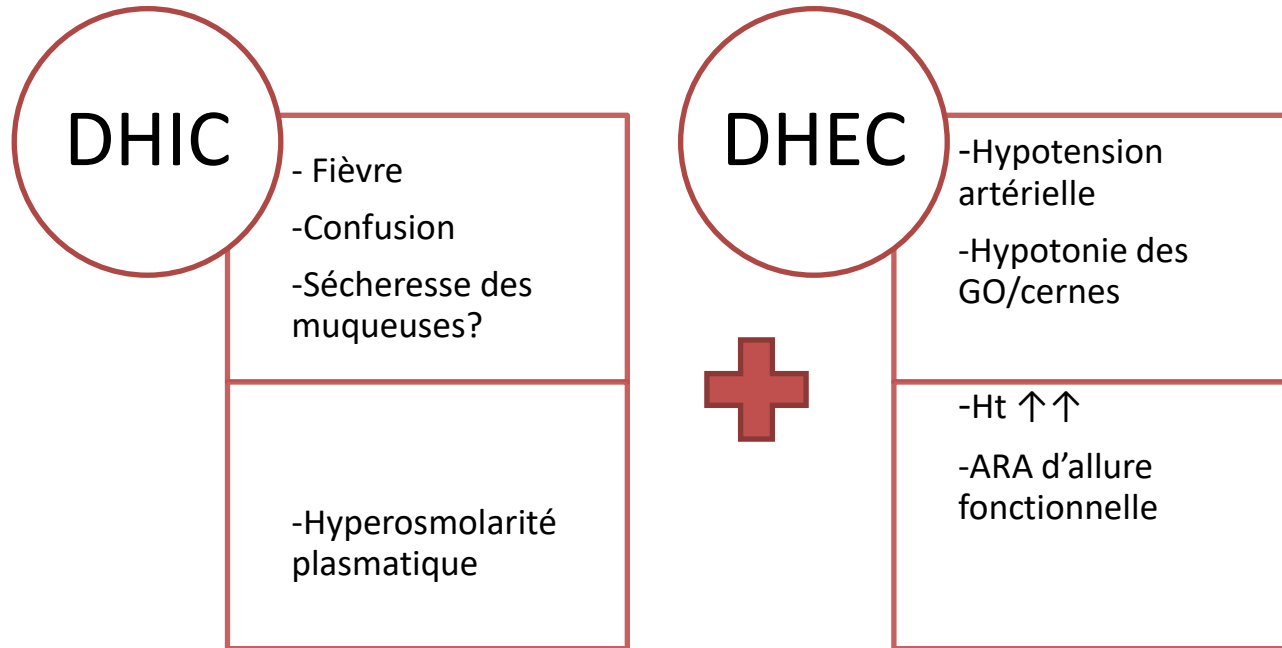 DHIC
- Fièvre
-Confusion
-Sécheresse des
muqueuses?
-Hyperosmolarité
plasmatique
DHEC
-Hypotension
artérielle
-Hypotonie des
GO/cernes
-Ht ↑↑
-ARA d’allure
fonctionnelle